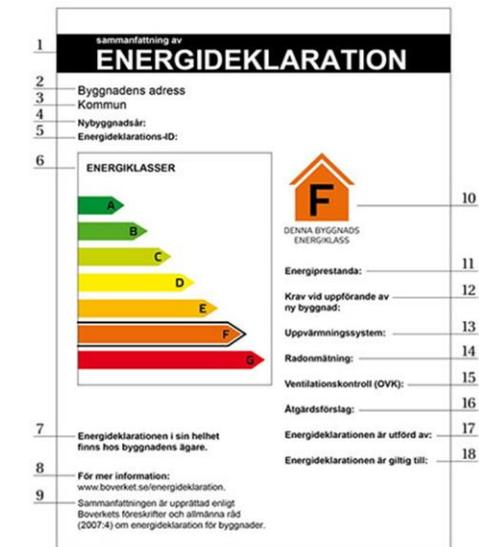 1
sammanfattning av
ENERGIDEKLARATION
2
Byggnadens adress
3
Kommun
4
Nybyggnadsår:
5
Energideklarations-ID:
6
ENERGIKLASSER
A
B
C
D
E
F
G
F
10
DENNA BYGGNADS
ENERGIKLASS
Energiprestanda:
11
Krav vid uppförande av
ny byggnad:
12
Uppvärmningssystem:
13
Radonmätning:
14
Ventilationskontroll (OVK):
15
Åtgärdsförslag:
16
Energideklarationen är utförd av:
17
Energideklarationen är giltig till:
18
7
Energideklarationen i sin helhet
finns hos byggnadens ägare.
8
För mer information:
www.boverket.se/energideklaration.
9
Sammanfattningen är upprättad enligt
Boverkets föreskrifter och allmänna råd
(2007:4) om energideklaration för byggnader.